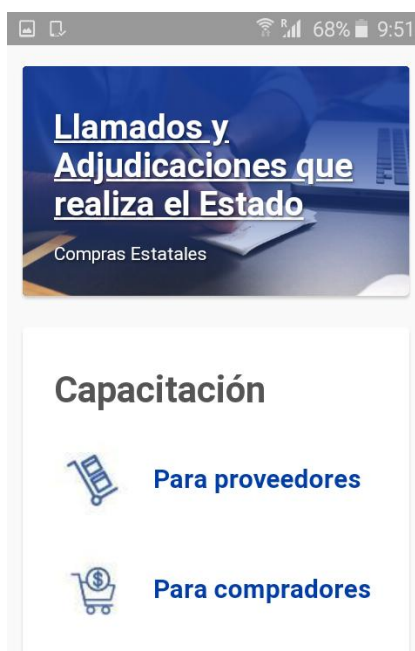 R 68% 9:51
Llamados y
Adjudicaciones que
realiza el Estado
Compras Estatales
Capacitación
Para proveedores
$
Para compradores